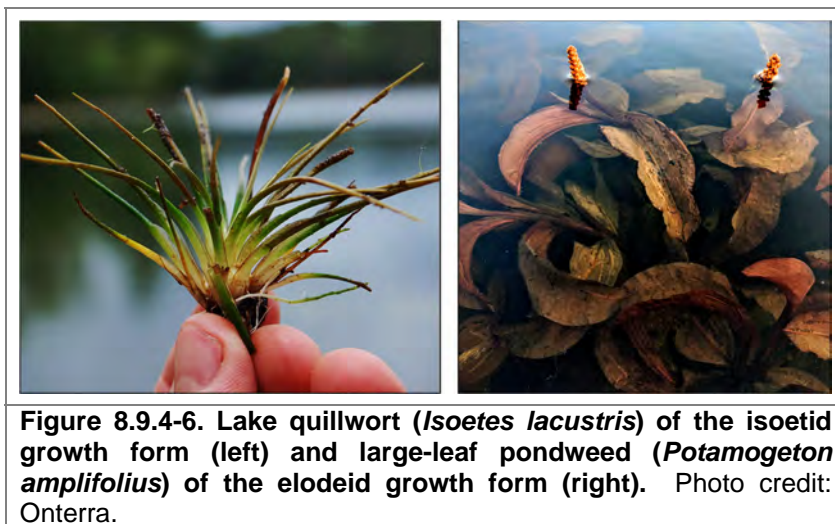 Figure 8.9.4-6. Lake quillwort (Isoetes lacustris) of the isoetid
growth form (left) and large-leaf pondweed (Potamogeton
amplifolius) of the elodeid growth form (right). Photo credit:
Onterra.